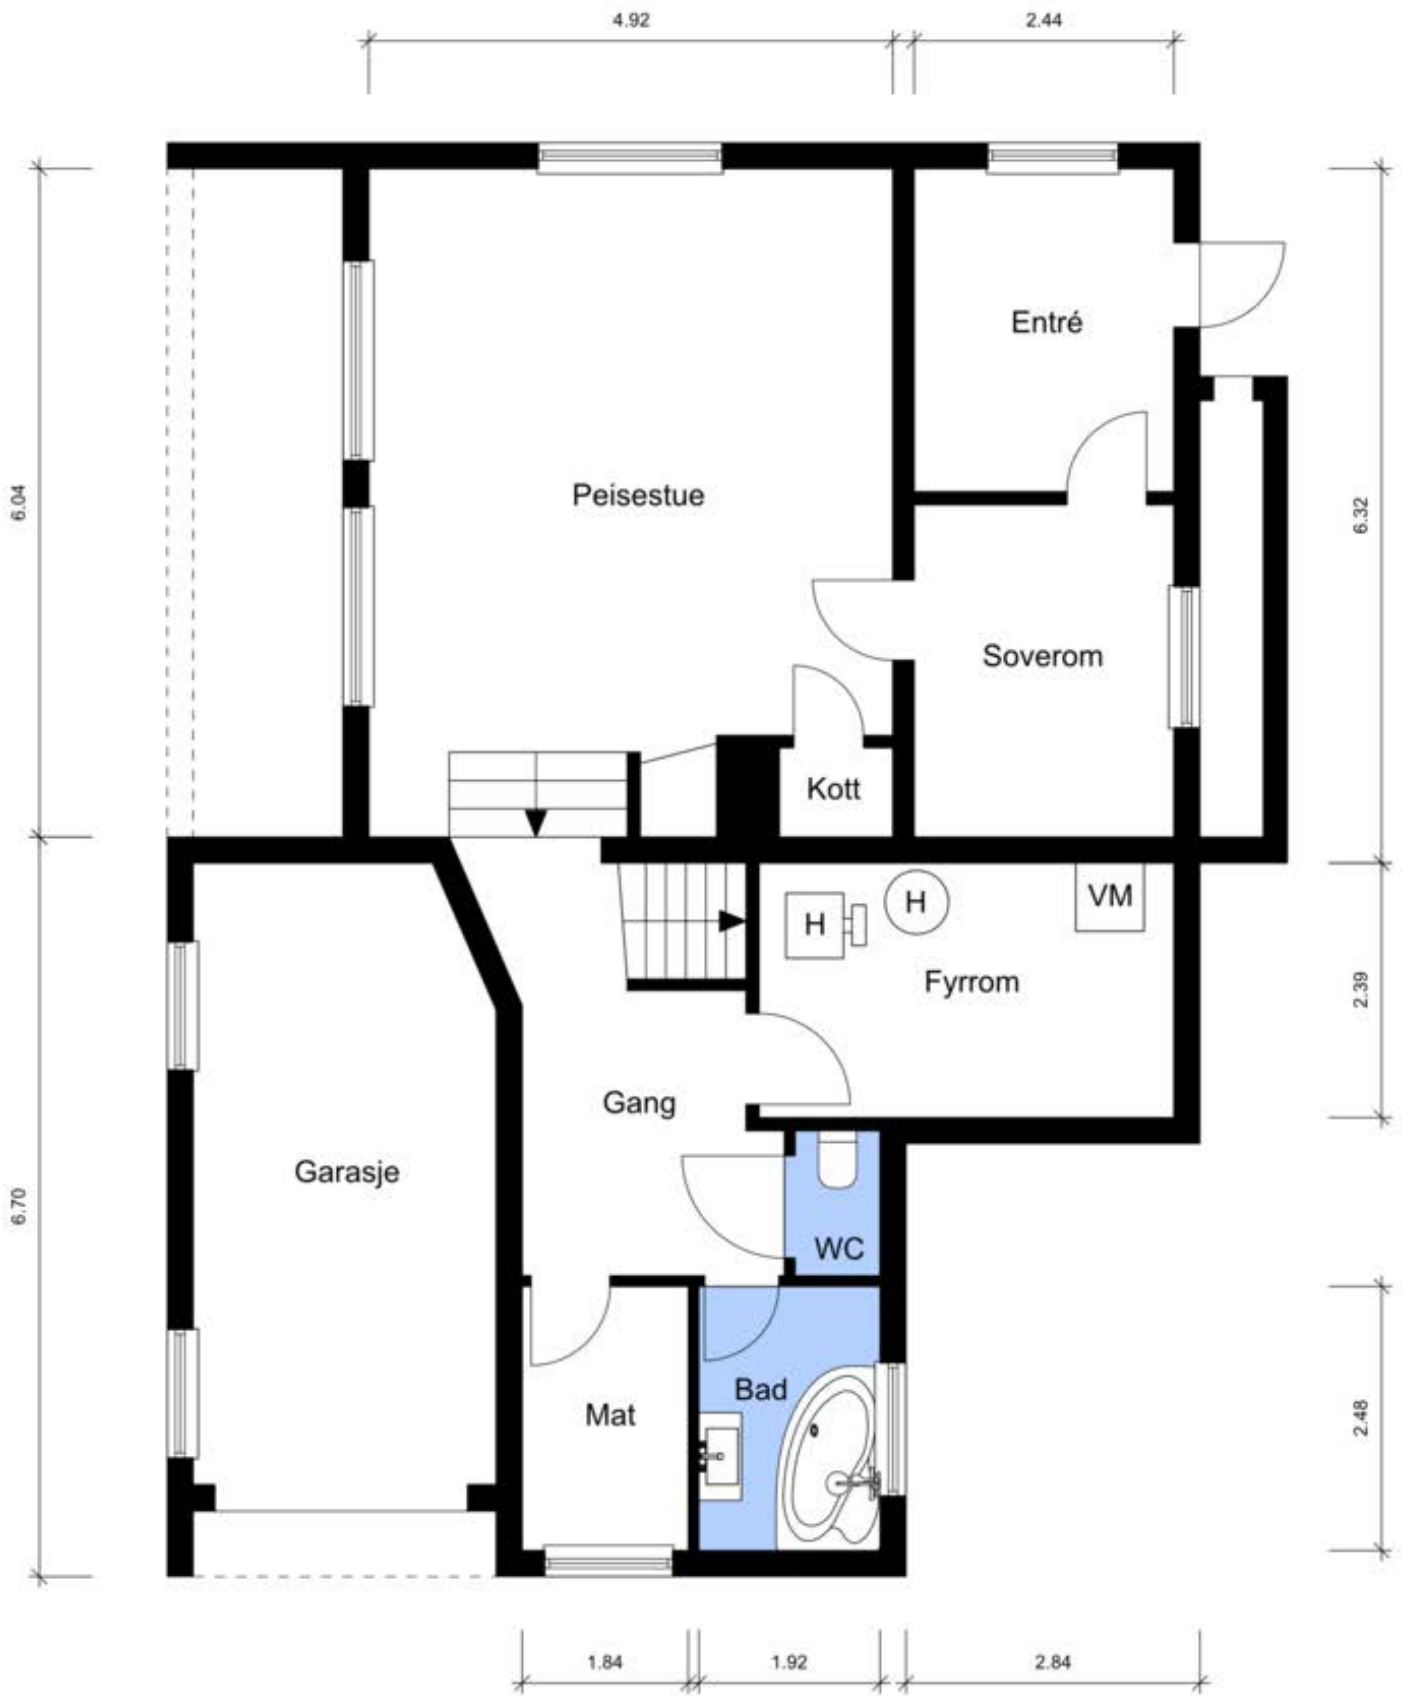 4.92
2.44
Entré
6.04
Peisestue
6.32
Soverom
Kott
H
H
VM
Fyrrom
2.39
Gang
Garasje
6.70
WC
Bad
Mat
2.48
1.84
1.92
2.84